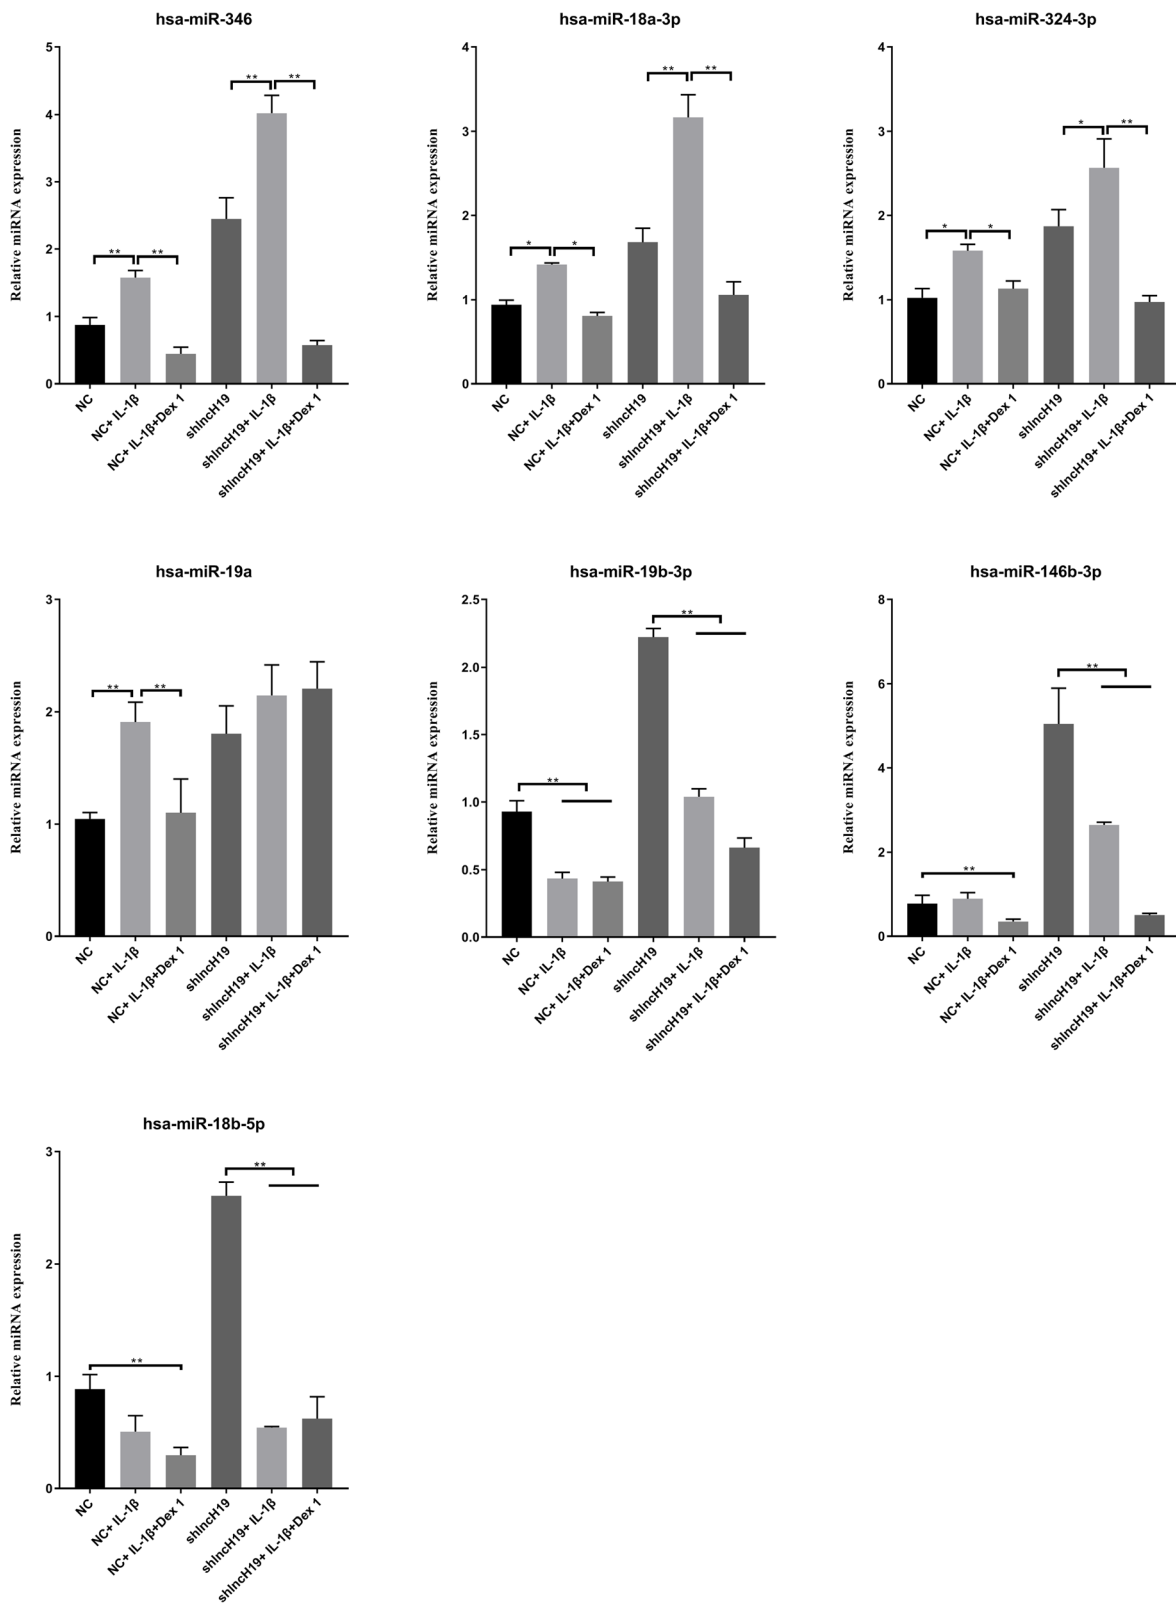 hsa-miR-346
Relative miRNA expression
5
4
3
2
1
0
**
**
**
**
NC
NC+ IL-1β
NC+ IL-1β+Dex 1
shlncH19
shlncH19+ IL-1β
shlncH19+ IL-1β+Dex 1
hsa-miR-18a-3p
Relative miRNA expression
4
3
2
1
0
*
*
**
**
NC
NC+ IL-1β
NC+ IL-1β+Dex 1
shlncH19
shlncH19+ IL-1β
shlncH19+ IL-1β+Dex 1
hsa-miR-324-3p
Relative miRNA expression
4
3
2
1
0
*
*
*
**
NC
NC+ IL-1β
NC+ IL-1β+Dex 1
shlncH19
shlncH19+ IL-1β
shlncH19+ IL-1β+Dex 1
hsa-miR-19a
Relative miRNA expression
3
2
1
0
**
**
NC
NC+ IL-1β
NC+ IL-1β+Dex 1
shlncH19
shlncH19+ IL-1β
shlncH19+ IL-1β+Dex 1
hsa-miR-19b-3p
Relative miRNA expression
2.5
2.0
1.5
1.0
0.5
0.0
**
**
NC
NC+ IL-1β
NC+ IL-1β+Dex 1
shlncH19
shlncH19+ IL-1β
shlncH19+ IL-1β+Dex 1
hsa-miR-146b-3p
Relative miRNA expression
8
6
4
2
0
**
**
NC
NC+ IL-1β
NC+ IL-1β+Dex 1
shlncH19
shlncH19+ IL-1β
shlncH19+ IL-1β+Dex 1
hsa-miR-18b-5p
Relative miRNA expression
3
2
1
0
**
**
NC
NC+ IL-1β
NC+ IL-1β+Dex 1
shlncH19
shlncH19+ IL-1β
shlncH19+ IL-1β+Dex 1